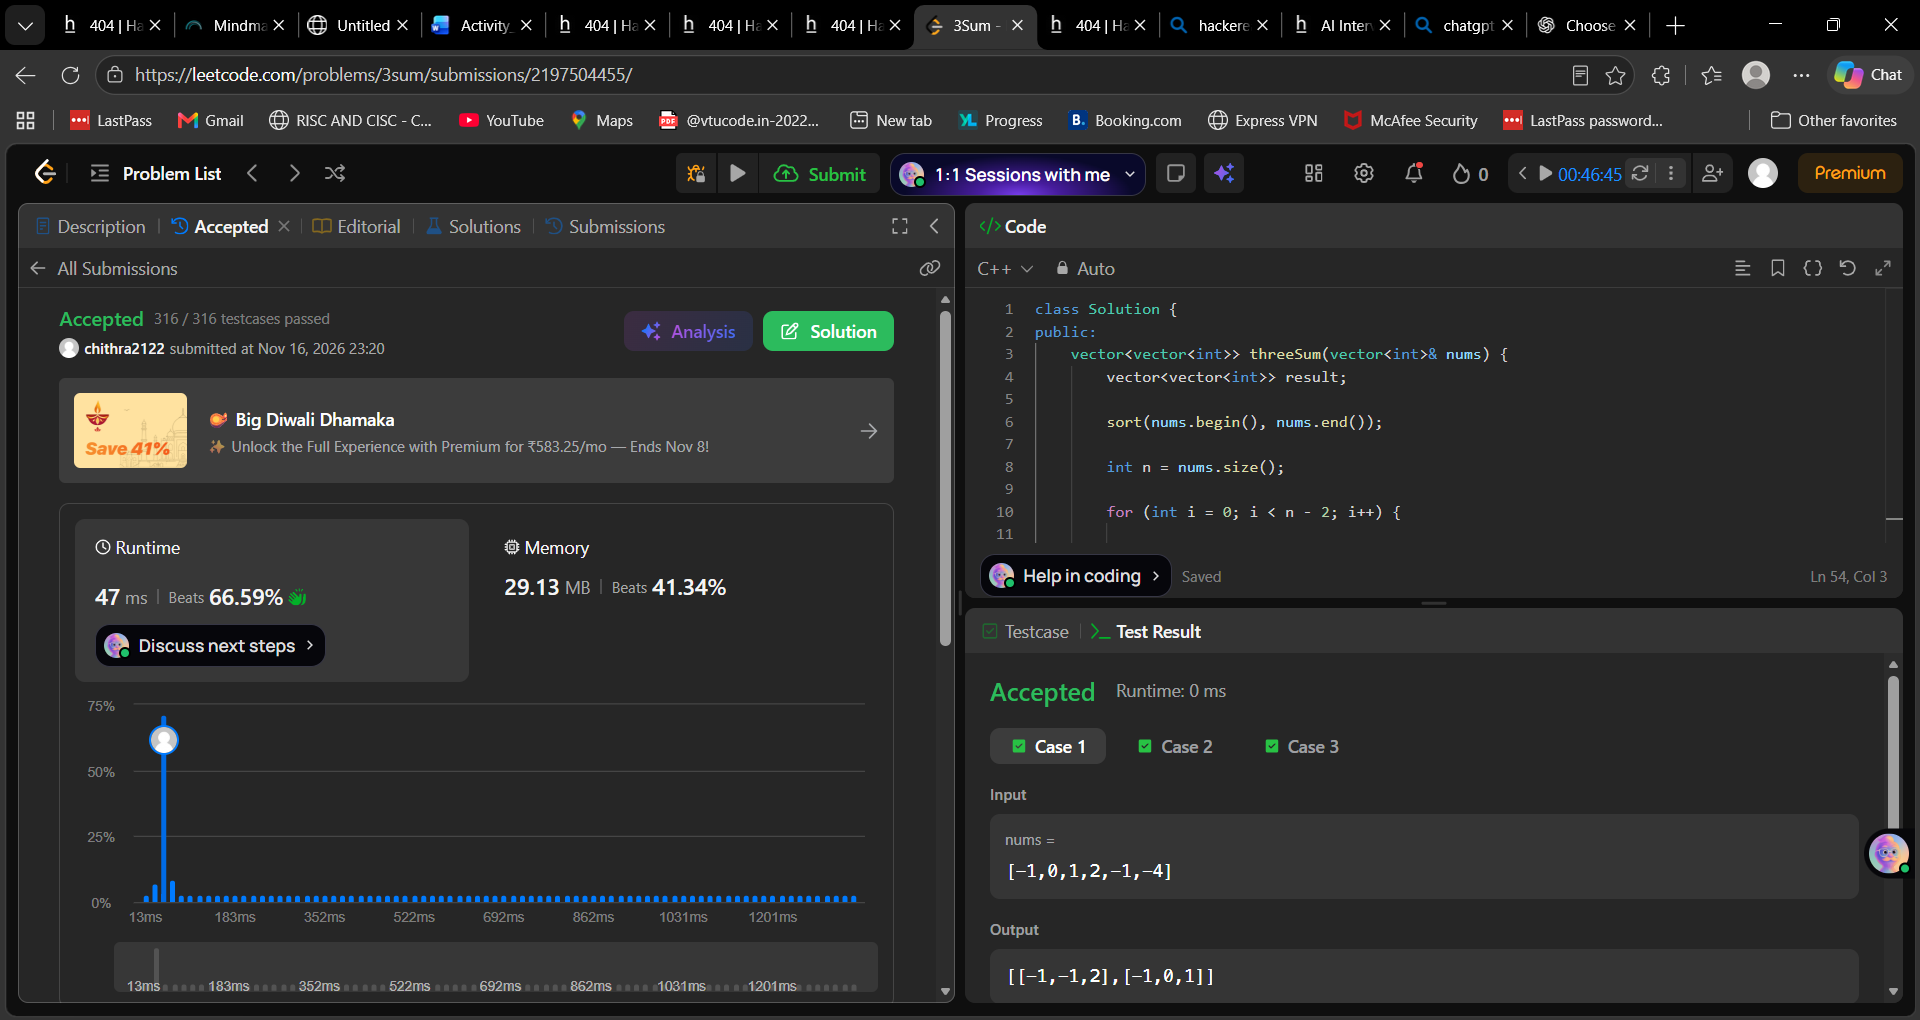 404 | Ha
Mindma
Untitled
Activity_
404 | Ha
404 | Ha
404 | Ha
3Sum -
404 | Ha
hackere
AI Inter
chatgpt
Choose
https://leetcode.com/problems/3sum/submissions/2197504455/
Chat
LastPass
Gmail
RISC AND CISC - C...
YouTube
Maps
@vtucode.in-2022...
New tab
Progress
Booking.com
Express VPN
McAfee Security
LastPass password...
Other favorites
Problem List
Submit
1:1 Sessions with me
0
00:46:45
Premium
Description
Accepted
Editorial
Solutions
Submissions
All Submissions
Accepted 316 / 316 testcases passed
chithra2122 submitted at Nov 16, 2026 23:20
Analysis
Solution
Save 41%
Big Diwali Dhamaka
Unlock the Full Experience with Premium for ₹583.25/mo — Ends Nov 8!
Runtime
47 ms | Beats 66.59%
Discuss next steps
Memory
29.13 MB | Beats 41.34%
75%
50%
25%
0%
13ms 183ms 352ms 522ms 692ms 862ms 1031ms 1201ms
13ms 183ms 352ms 522ms 692ms 862ms 1031ms 1201ms
</> Code
C++ Auto
1 class Solution {
2 public:
3 vector<vector<int>> threeSum(vector<int>& nums) {
4 vector<vector<int>> result;
5
6 sort(nums.begin(), nums.end());
7
8 int n = nums.size();
9
10 for (int i = 0; i < n - 2; i++) {
11
Help in coding
Saved
Ln 54, Col 3
Testcase
Test Result
Accepted Runtime: 0 ms
Case 1
Case 2
Case 3
Input
nums =
[-1,0,1,2,-1,-4]
Output
[[-1,-1,2],[-1,0,1]]